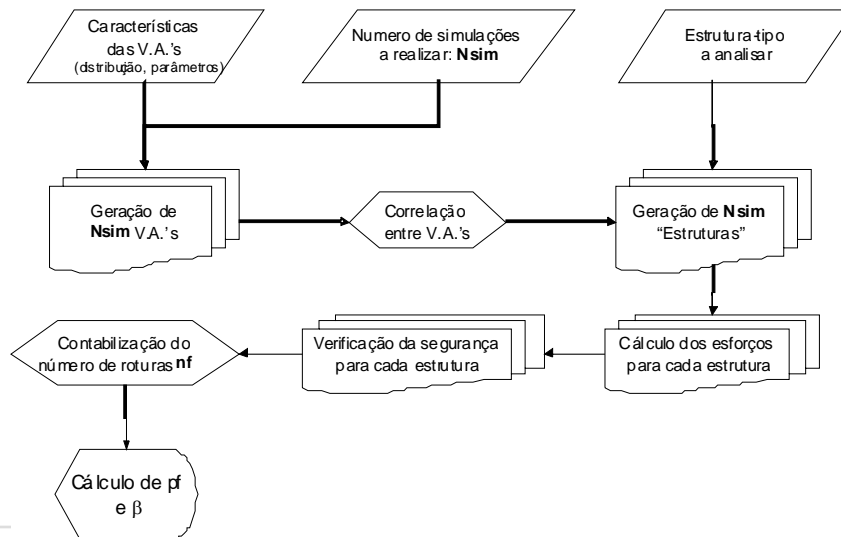 Características
das V.A.'s
(distribuição, parâmetros)
Numero de simulações
a realizar: Nsim
Estrutura-tipo
a analisar
Geração de
Nsim V.A.'s
Correlação
entre V.A.'s
Geração de Nsim
“Estruturas”
Contabilização do
número de roturas nf
Verificação da segurança
para cada estrutura
Cálculo dos esforços
para cada estrutura
Cálculo de pf
e β